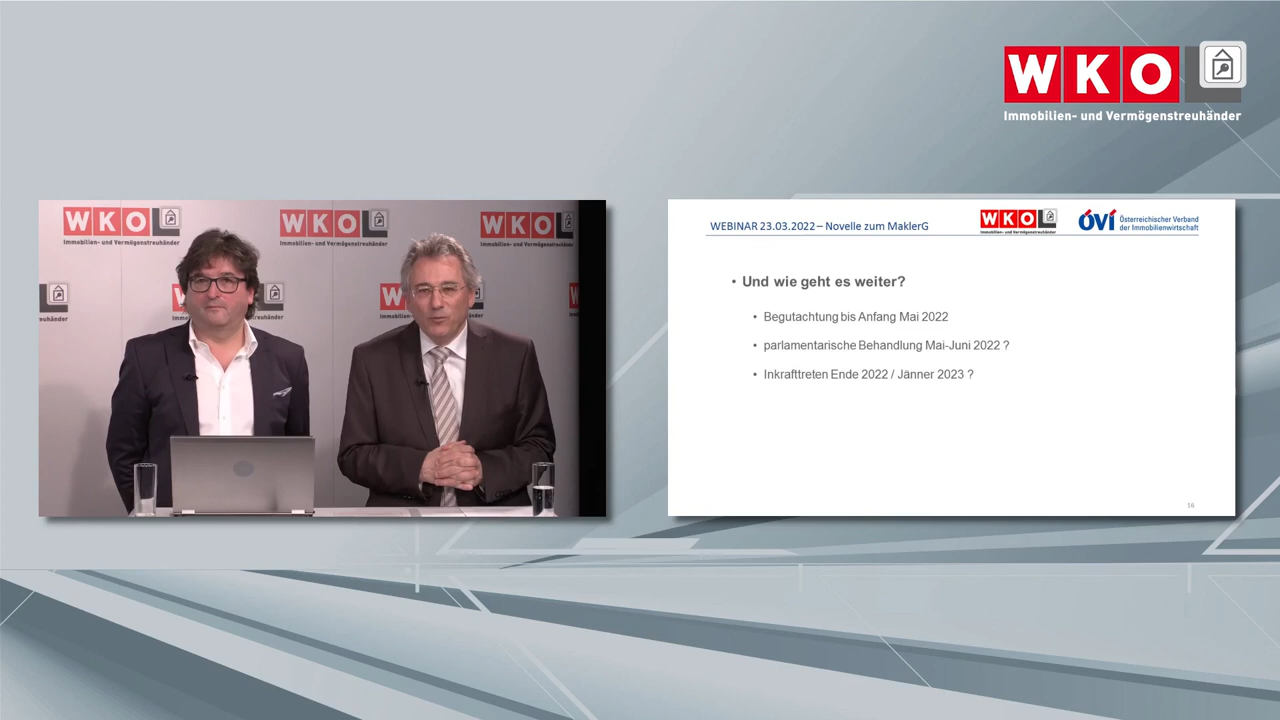 WKO
Immobilien- und Vermögenstreuhänder
WKO
Immobilien- und Vermögenstreuhänder
WKO
Immobilien- und Vermögenstreuhänder
WKO
Immobilien- und Vermögenstreuhänder
WEBINAR 23.03.2022 – Novelle zum MaklerG
WKO
Immobilien- und Vermögenstreuhänder
ÖVI
Österreichischer Verband
der Immobilienwirtschaft
• Und wie geht es weiter?
• Begutachtung bis Anfang Mai 2022
• parlamentarische Behandlung Mai-Juni 2022 ?
• Inkrafttreten Ende 2022 / Jänner 2023 ?
16